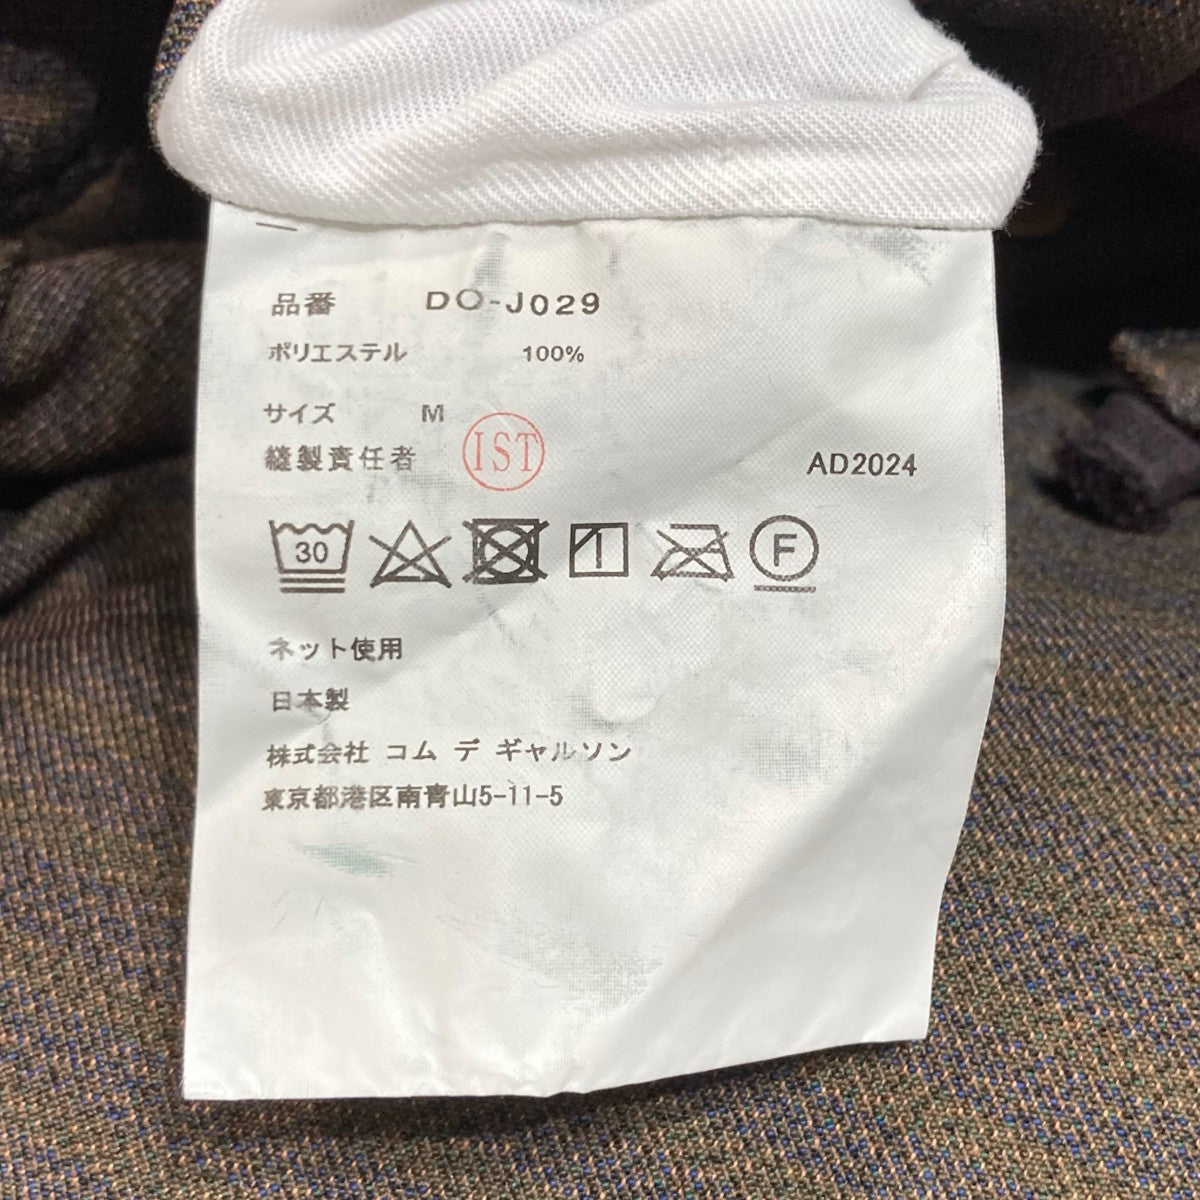 品番 DO-J029
ポリエステル 100%
サイズ M
縫製責任者 IST AD2024
30 F
ネット使用
日本製
株式会社 コム デ ギャルソン
東京都港区南青山5-11-5